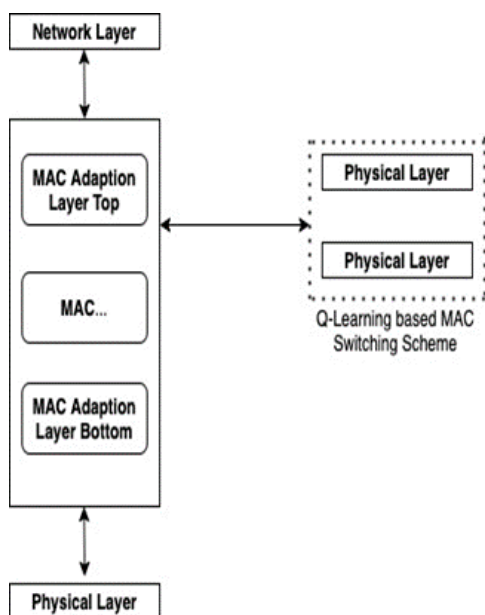 Network Layer
MAC Adaption
Layer Top
MAC...
MAC Adaption
Layer Bottom
Physical Layer
Physical Layer
Physical Layer
Q-Learning based MAC
Switching Scheme